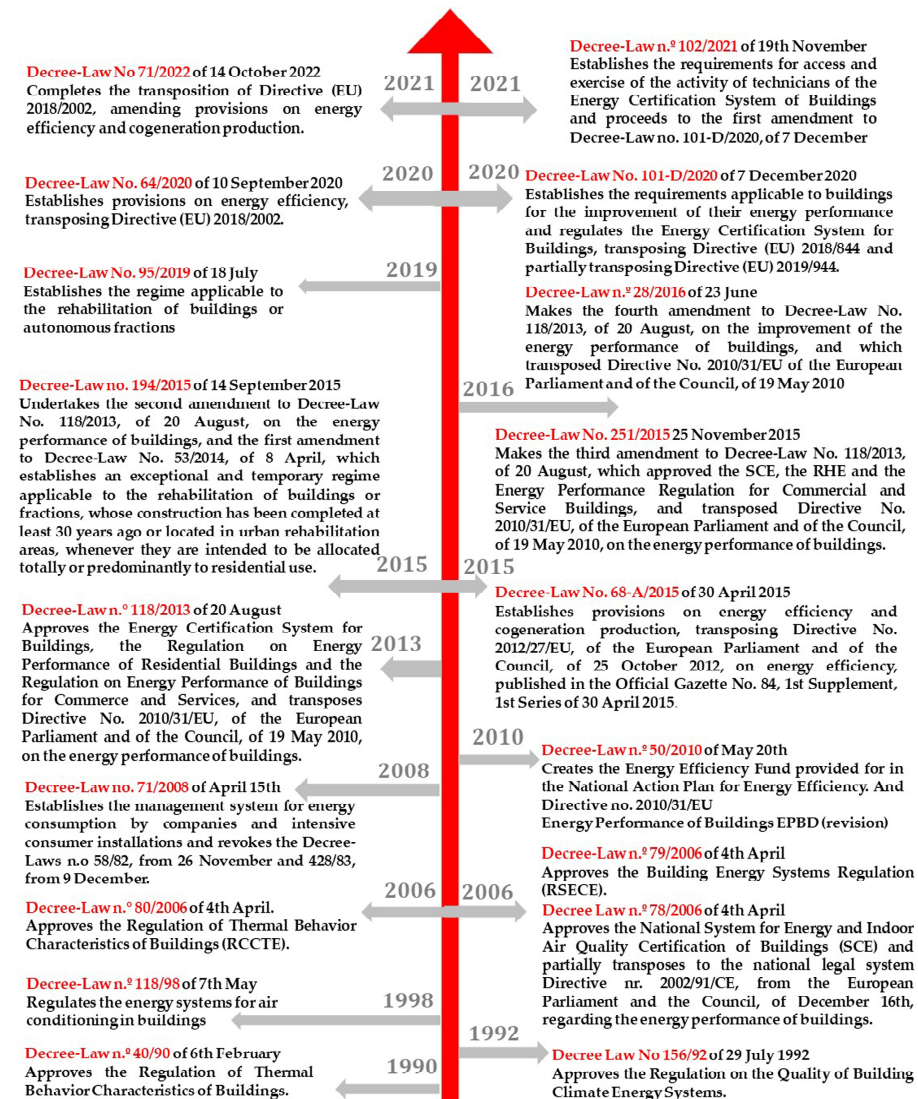 Decree-Law No 71/2022 of 14 October 2022
Completes the transposition of Directive (EU)
2018/2002, amending provisions on energy
efficiency and cogeneration production.
2021
2021
Decree-Law n.º 102/2021 of 19th November
Establishes the requirements for access and
exercise of the activity of technicians of the
Energy Certification System of Buildings
and proceeds to the first amendment to
Decree-Law no. 101-D/2020, of 7 December
Decree-Law No. 64/2020 of 10 September 2020
Establishes provisions on energy efficiency,
transposing Directive (EU) 2018/2002.
2020
2020
Decree-Law No. 101-D/2020 of 7 December 2020
Establishes the requirements applicable to buildings
for the improvement of their energy performance
and regulates the Energy Certification System for
Buildings, transposing Directive (EU) 2018/844 and
partially transposing Directive (EU) 2019/944.
Decree-Law No. 95/2019 of 18 July
Establishes the regime applicable to
the rehabilitation of buildings or
autonomous fractions
2019
Decree-Law n.º 28/2016 of 23 June
Makes the fourth amendment to Decree-Law No.
118/2013, of 20 August, on the improvement of the
energy performance of buildings, and which
transposed Directive No. 2010/31/EU of the European
Parliament and of the Council, of 19 May 2010
2016
Decree-Law no. 194/2015 of 14 September 2015
Undertakes the second amendment to Decree-Law
No. 118/2013, of 20 August, on the energy
performance of buildings, and the first amendment
to Decree-Law No. 53/2014, of 8 April, which
establishes an exceptional and temporary regime
applicable to the rehabilitation of buildings or
fractions, whose construction has been completed at
least 30 years ago or located in urban rehabilitation
areas, whenever they are intended to be allocated
totally or predominantly to residential use.
2015
2015
Decree-Law No. 251/2015 25 November 2015
Makes the third amendment to Decree-Law No. 118/2013,
of 20 August, which approved the SCE, the RHE and the
Energy Performance Regulation for Commercial and
Service Buildings, and transposed Directive No.
2010/31/EU, of the European Parliament and of the Council,
of 19 May 2010, on the energy performance of buildings.
Decree-Law No. 68-A/2015 of 30 April 2015
Establishes provisions on energy efficiency and
cogeneration production, transposing Directive No.
2012/27/EU, of the European Parliament and of the
Council, of 25 October 2012, on energy efficiency,
published in the Official Gazette No. 84, 1st Supplement,
1st Series of 30 April 2015.
Decree-Law n.º 118/2013 of 20 August
Approves the Energy Certification System for
Buildings, the Regulation on Energy
Performance of Residential Buildings and the
Regulation on Energy Performance of Buildings
for Commerce and Services, and transposes
Directive No. 2010/31/EU, of the European
Parliament and of the Council, of 19 May 2010,
on the energy performance of buildings.
2013
2010
Decree-Law n.º 50/2010 of May 20th
Creates the Energy Efficiency Fund provided for in
the National Action Plan for Energy Efficiency. And
Directive no. 2010/31/EU
Energy Performance of Buildings EPBD (revision)
Decree-Law no. 71/2008 of April 15th
Establishes the management system for energy
consumption by companies and intensive
consumer installations and revokes the Decree-
Laws n.o 58/82, from 26 November and 428/83,
from 9 December.
2008
Decree-Law n.º 79/2006 of 4th April
Approves the Building Energy Systems Regulation
(RSECE).
Decree-Law n.º 80/2006 of 4th April.
Approves the Regulation of Thermal Behavior
Characteristics of Buildings (RCCTE).
2006
2006
Decree Law n.º 78/2006 of 4th April
Approves the National System for Energy and Indoor
Air Quality Certification of Buildings (SCE) and
partially transposes to the national legal system
Directive nr. 2002/91/CE, from the European
Parliament and the Council, of December 16th,
regarding the energy performance of buildings.
Decree-Law n.º 118/98 of 7th May
Regulates the energy systems for air
conditioning in buildings
1998
1992
Decree Law No 156/92 of 29 July 1992
Approves the Regulation on the Quality of Building
Climate Energy Systems.
Decree-Law n.º 40/90 of 6th February
Approves the Regulation of Thermal
Behavior Characteristics of Buildings.
1990